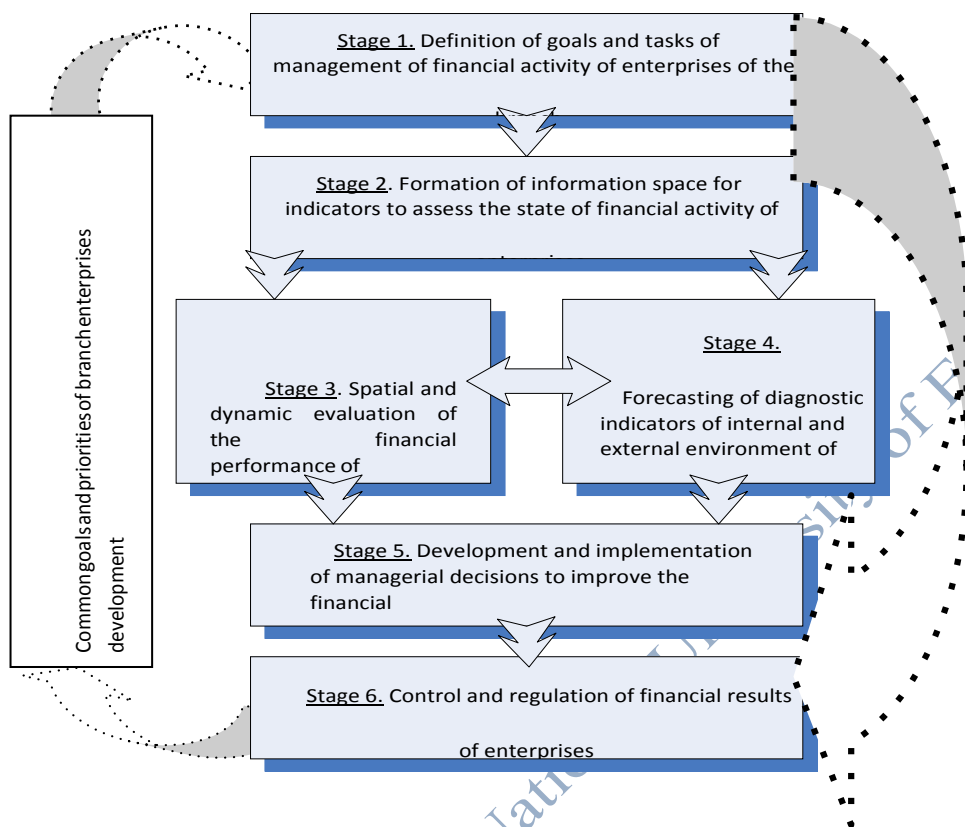 Stage 1. Definition of goals and tasks of
management of financial activity of enterprises of the
Stage 2. Formation of information space for
indicators to assess the state of financial activity of
Stage 3. Spatial and
dynamic evaluation of
the financial
performance of
Stage 4.
Forecasting of diagnostic
indicators of internal and
external environment of
Stage 5. Development and implementation
of managerial decisions to improve the
financial
Stage 6. Control and regulation of financial results
of enterprises
Commongoalsandpriorities of branchenterprises
development
of